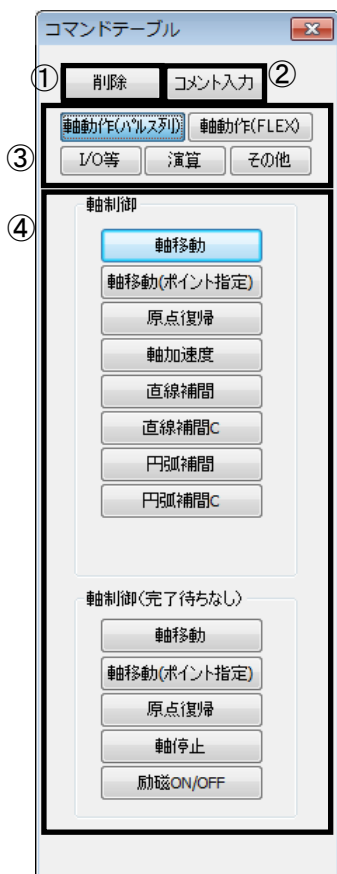 コマンドテーブル
① 削除 コメント入力 ②
③ 軸動作(パルス列) 軸動作(FLEX)
I/O等 演算 その他
④ 軸制御
軸移動
軸移動(ポイント指定)
原点復帰
軸加速度
直線補間
直線補間C
円弧補間
円弧補間C
軸制御(完了待ちなし)
軸移動
軸移動(ポイント指定)
原点復帰
軸停止
励磁ON/OFF